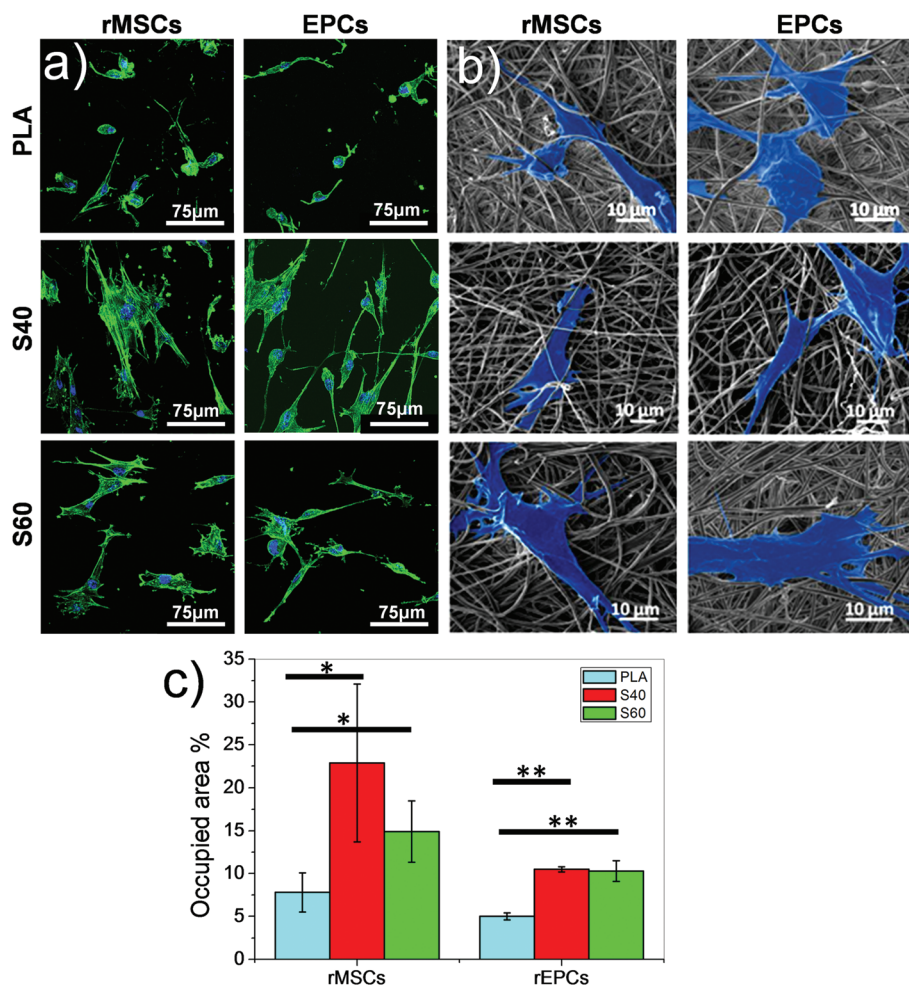 rMSCs EPCs rMSCs EPCs
a) b)
PLA
75µm 75µm 10 µm 10 µm
S40
75µm 75µm 10 µm 10 µm
S60
75µm 75µm 10 µm 10 µm
c)
35
30
25
20
15
10
5
0
Occupied area %
* 
*
**
**
PLA
S40
S60
rMSCs rEPCs